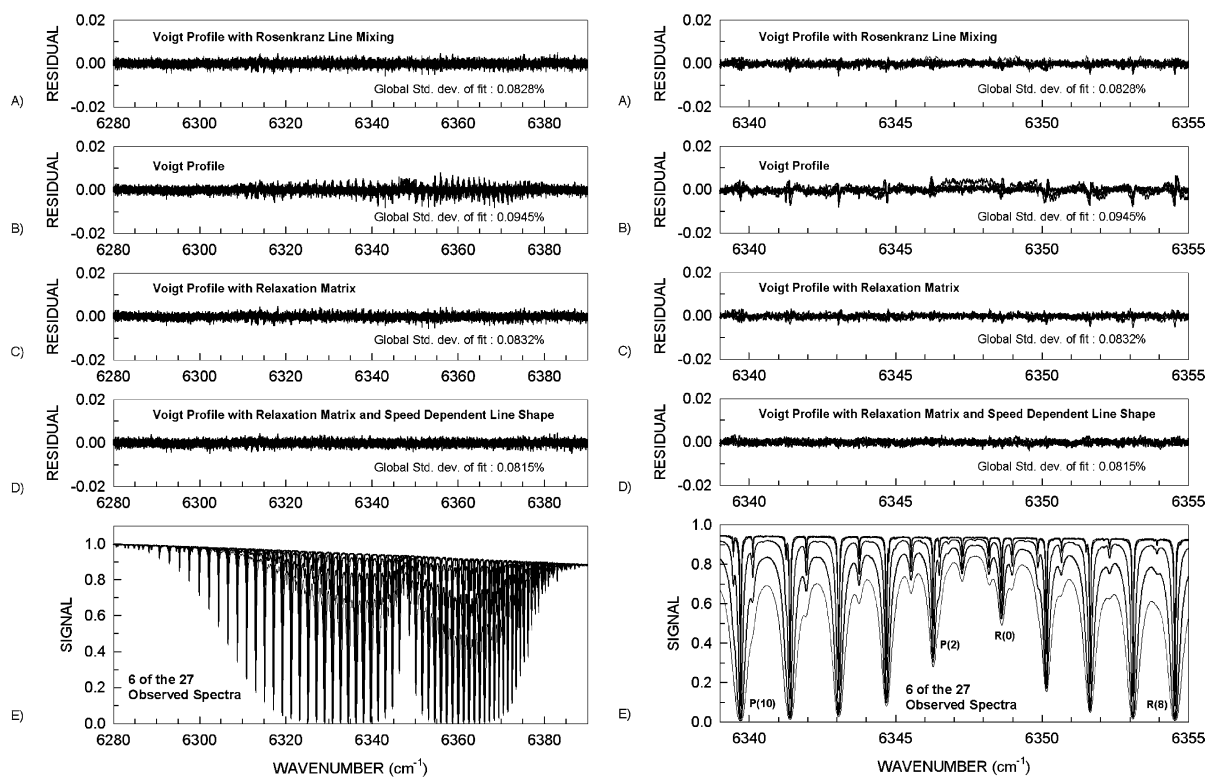 0.02
Voigt Profile with Rosenkranz Line Mixing
RESIDUAL
0.00
Global Std. dev. of fit : 0.0828%
A)
-0.02
6280 6300 6320 6340 6360 6380
0.02
Voigt Profile
RESIDUAL
0.00
Global Std. dev. of fit : 0.0945%
B)
-0.02
6280 6300 6320 6340 6360 6380
0.02
Voigt Profile with Relaxation Matrix
RESIDUAL
0.00
Global Std. dev. of fit : 0.0832%
C)
-0.02
6280 6300 6320 6340 6360 6380
0.02
Voigt Profile with Relaxation Matrix and Speed Dependent Line Shape
RESIDUAL
0.00
Global Std. dev. of fit : 0.0815%
D)
-0.02
6280 6300 6320 6340 6360 6380
1.0
0.8
0.6
SIGNAL
0.4
0.2
6 of the 27
Observed Spectra
E)
0.0
6280 6300 6320 6340 6360 6380
WAVENUMBER (cm-1)
0.02
Voigt Profile with Rosenkranz Line Mixing
RESIDUAL
0.00
Global Std. dev. of fit : 0.0828%
A)
-0.02
6340 6345 6350 6355
0.02
Voigt Profile
RESIDUAL
0.00
Global Std. dev. of fit : 0.0945%
B)
-0.02
6340 6345 6350 6355
0.02
Voigt Profile with Relaxation Matrix
RESIDUAL
0.00
Global Std. dev. of fit : 0.0832%
C)
-0.02
6340 6345 6350 6355
0.02
Voigt Profile with Relaxation Matrix and Speed Dependent Line Shape
RESIDUAL
0.00
Global Std. dev. of fit : 0.0815%
D)
-0.02
6340 6345 6350 6355
1.0
0.8
0.6
SIGNAL
0.4
P(2)
R(0)
0.2
6 of the 27
Observed Spectra
P(10)
R(8)
E)
0.0
6340 6345 6350 6355
WAVENUMBER (cm-1)